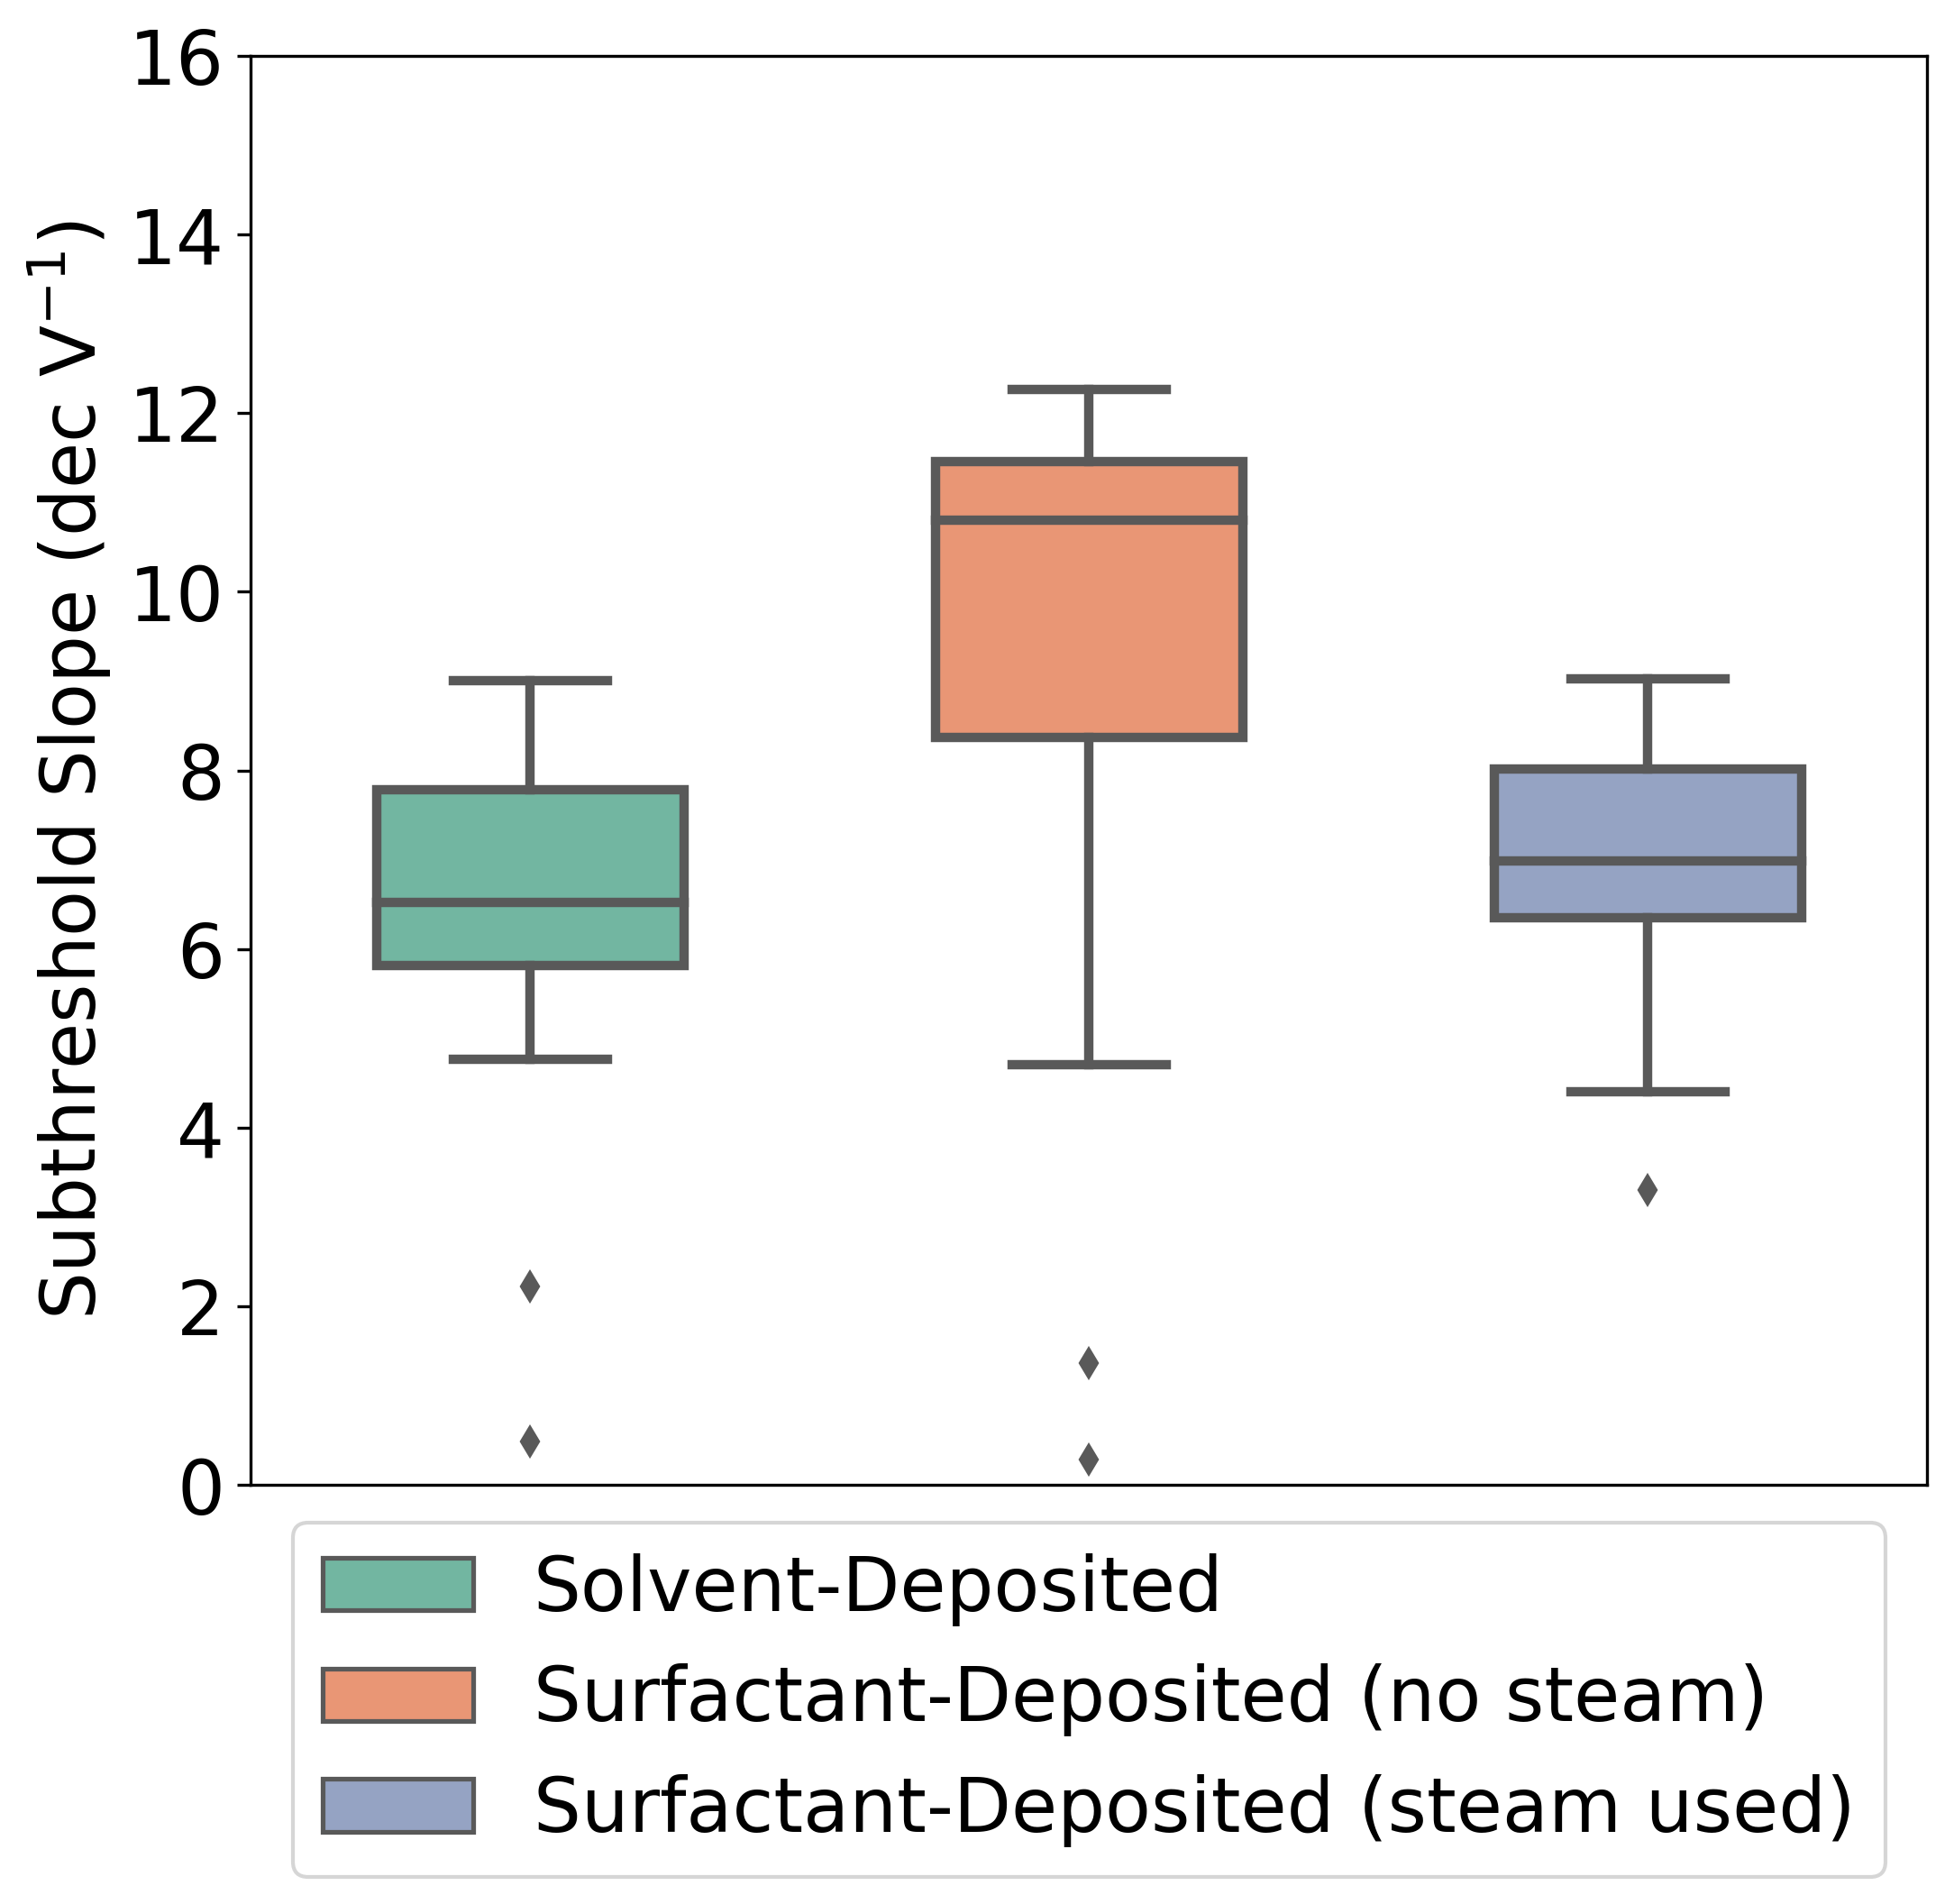 Subthreshold Slope (dec V⁻¹)
16
14
12
10
8
6
4
2
0
Solvent-Deposited
Surfactant-Deposited (no steam)
Surfactant-Deposited (steam used)